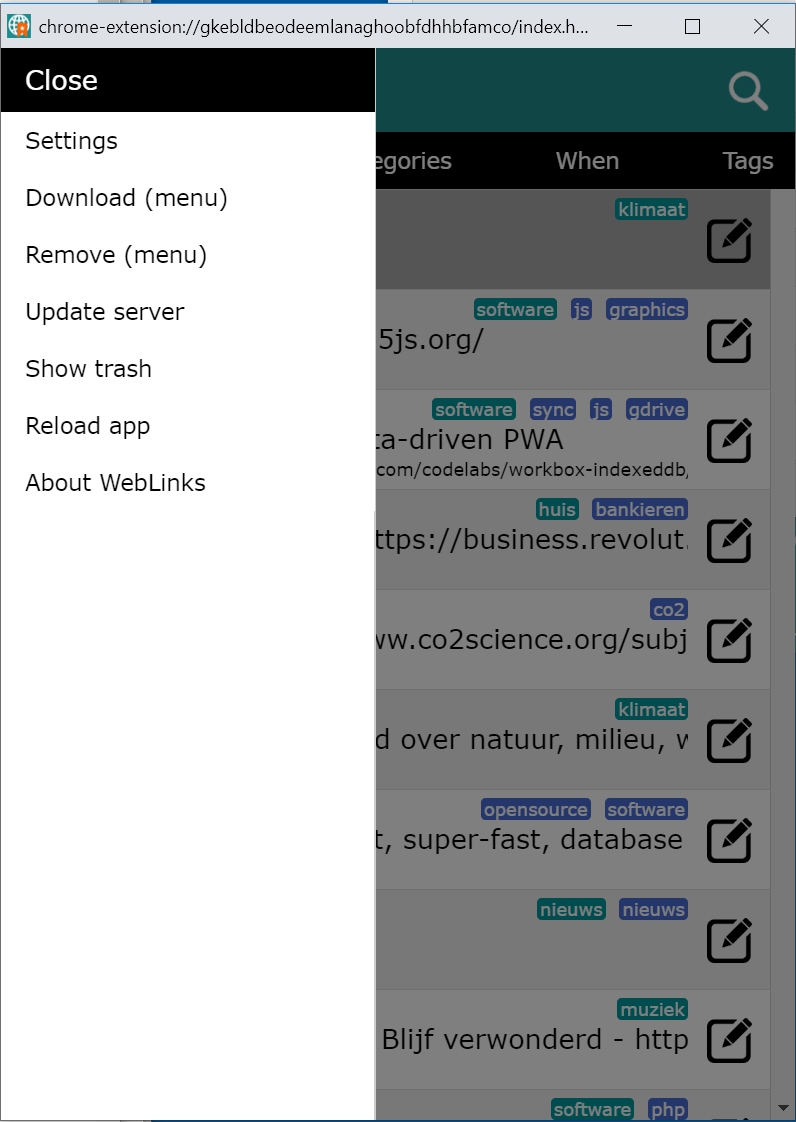 chrome-extension://gkebldbeodeemlanaghoobfdhhbfamco/index.h...
Close
Settings
Download (menu)
Remove (menu)
Update server
Show trash
Reload app
About WebLinks
egories When Tags
klimaat
software js graphics
5js.org/
software sync js gdrive
ta-driven PWA
com/codelabs/workbox-indexeddb/
huis bankieren
ttps://business.revolut.
co2
ww.co2science.org/subj
klimaat
d over natuur, milieu, w
opensource software
t, super-fast, database
nieuws nieuws
muziek
Blijf verwonderd - http
software php